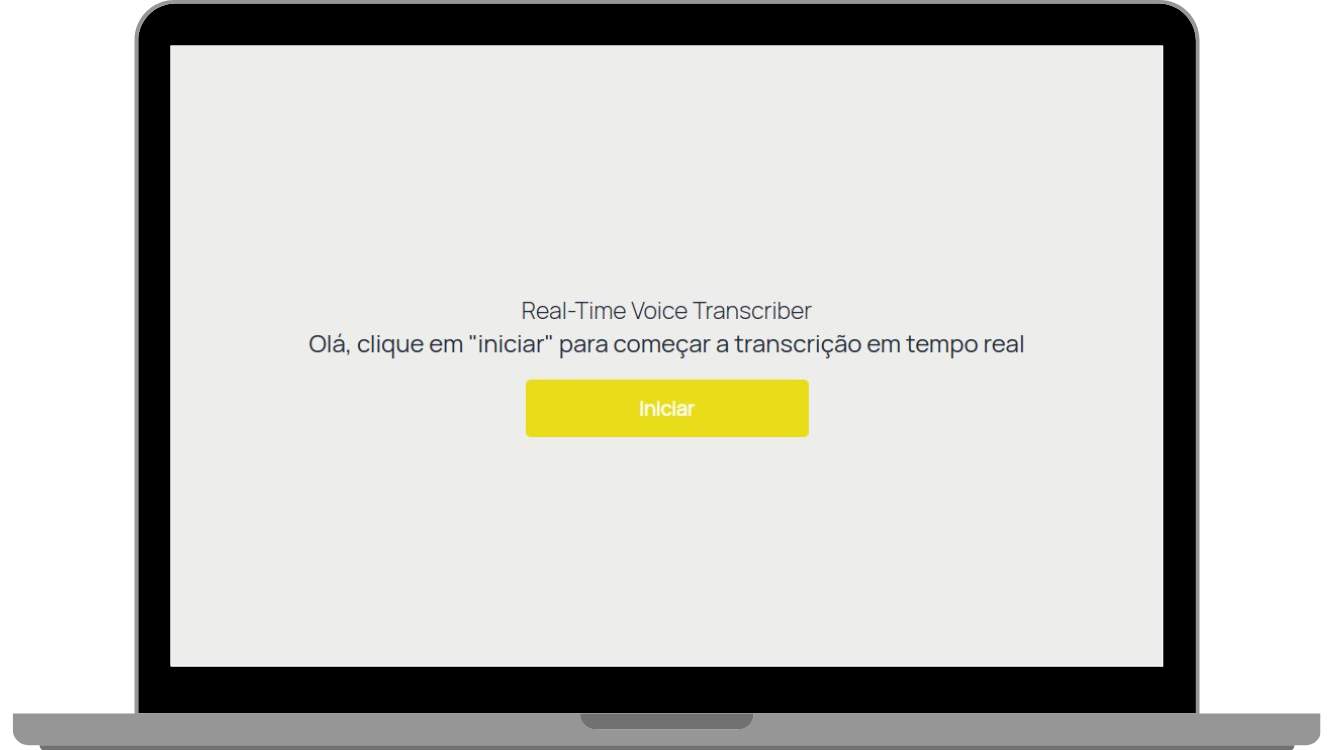 Real-Time Voice Transcriber
Olá, clique em "iniciar" para começar a transcrição em tempo real
Iniciar